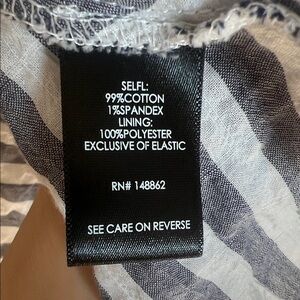 SELFL:
99%COTTON
1%SPANDEX
LINING:
100%POLYESTER
EXCLUSIVE OF ELASTIC
RN# 148862
SEE CARE ON REVERSE